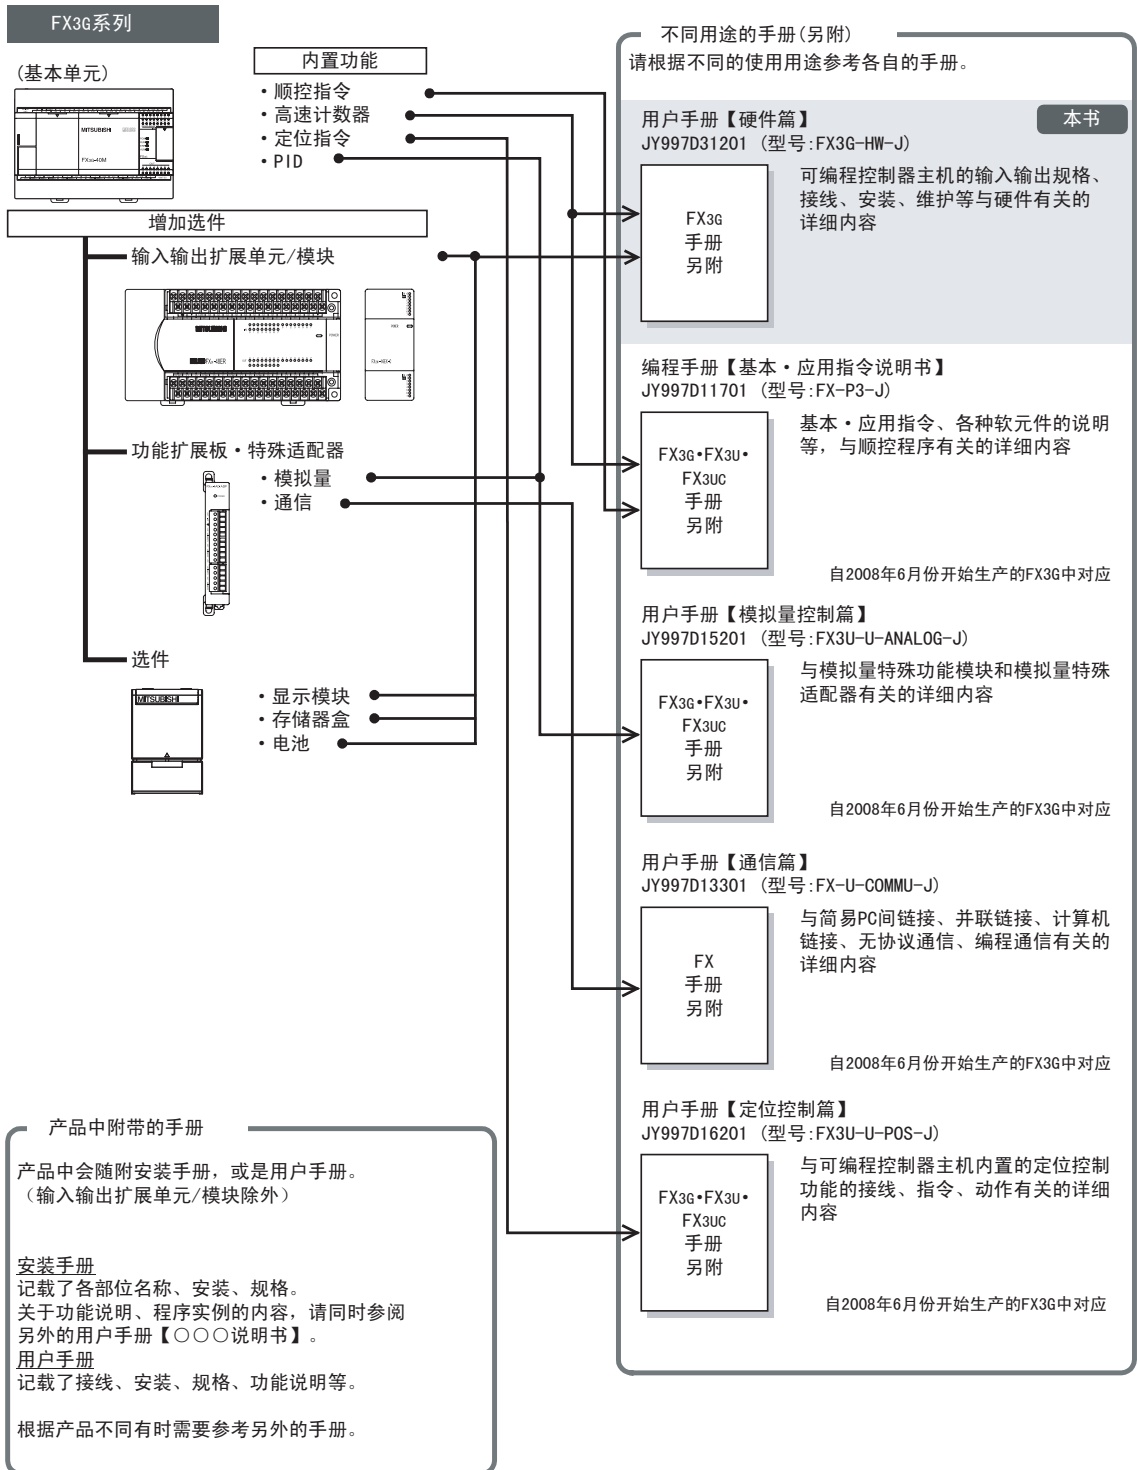 FX3G系列
(基本单元)
MITSUBISHI
FX3G-40M
内置功能
・顺控指令
・高速计数器
・定位指令
・PID
增加选件
输入输出扩展单元/模块
MITSUBISHI
POWER
功能扩展板・特殊适配器
・模拟量
・通信
选件
MITSUBISHI
・显示模块
・存储器盒
・电池
产品中附带的手册
产品中会随附安装手册，或是用户手册。
（输入输出扩展单元/模块除外）
安装手册
记载了各部位名称、安装、规格。
关于功能说明、程序实例的内容，请同时参阅
另外的用户手册【○○○说明书】。
用户手册
记载了接线、安装、规格、功能说明等。
根据产品不同有时需要参考另外的手册。
不同用途的手册(另附)
请根据不同的使用用途参考各自的手册。
用户手册【硬件篇】
本书
JY997D31201 (型号:FX3G-HW-J)
FX3G
手册
另附
可编程控制器主机的输入输出规格、
接线、安装、维护等与硬件有关的
详细内容
编程手册【基本・应用指令说明书】
JY997D11701 (型号:FX-P3-J)
FX3G•FX3U•
FX3UC
手册
另附
基本・应用指令、各种软元件的说明
等，与顺控程序有关的详细内容
自2008年6月份开始生产的FX3G中对应
用户手册【模拟量控制篇】
JY997D15201 (型号:FX3U-U-ANALOG-J)
FX3G•FX3U•
FX3UC
手册
另附
与模拟量特殊功能模块和模拟量特殊
适配器有关的详细内容
自2008年6月份开始生产的FX3G中对应
用户手册【通信篇】
JY997D13301 (型号:FX-U-COMMU-J)
FX
手册
另附
与简易PC间链接、并联链接、计算机
链接、无协议通信、编程通信有关的
详细内容
自2008年6月份开始生产的FX3G中对应
用户手册【定位控制篇】
JY997D16201 (型号:FX3U-U-POS-J)
FX3G•FX3U•
FX3UC
手册
另附
与可编程控制器主机内置的定位控制
功能的接线、指令、动作有关的详细
内容
自2008年6月份开始生产的FX3G中对应